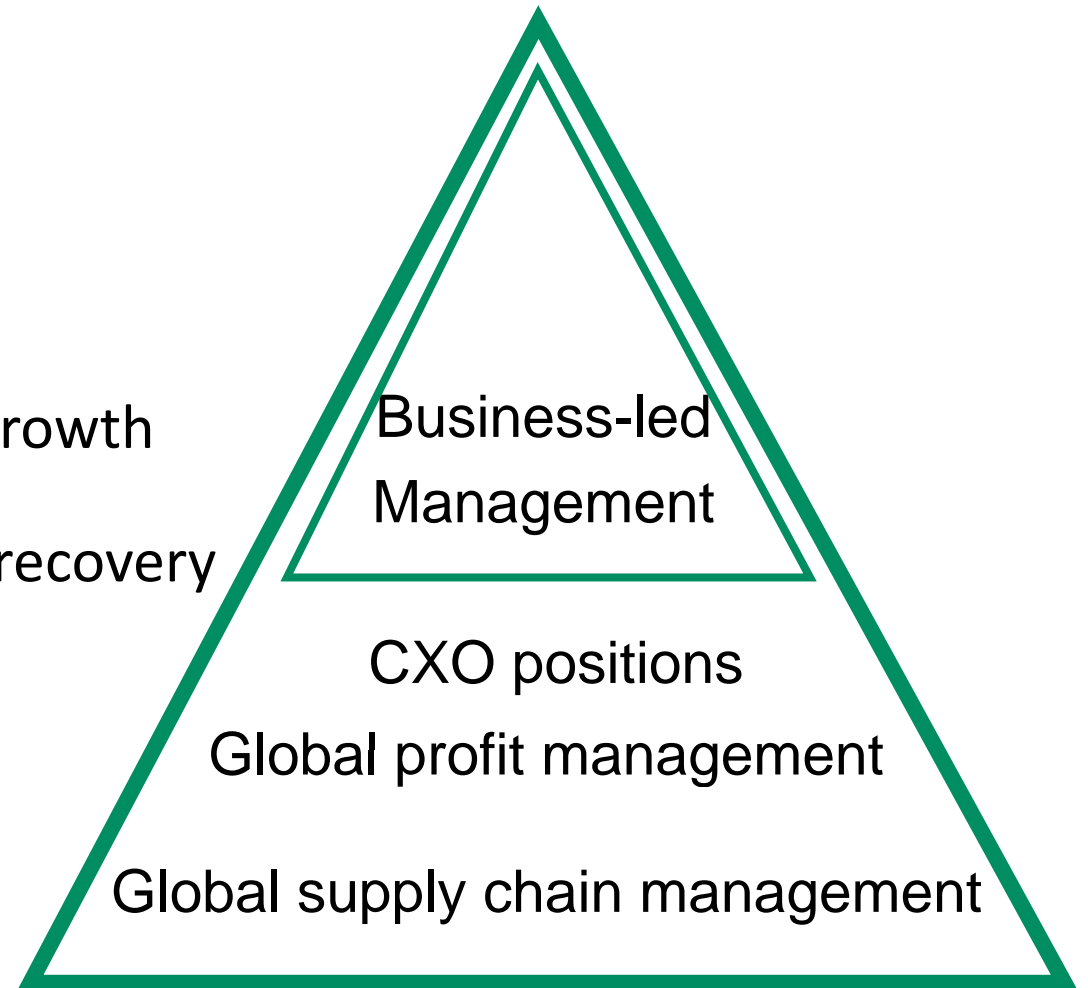 Business-led
rowth
Management
recovery
CXO positions
Global profit management
Global supply chain management